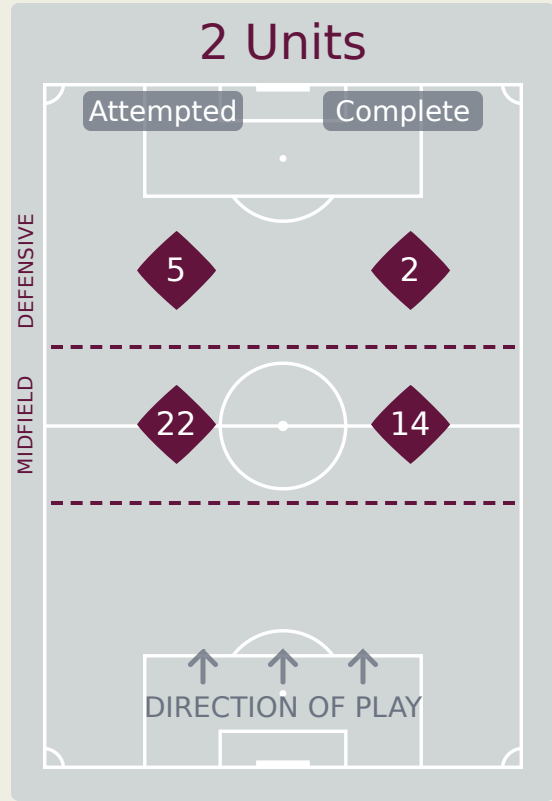 2 Units
Attempted Complete
DEFENSIVE
5 2
MIDFIELD
22 14
DIRECTION OF PLAY